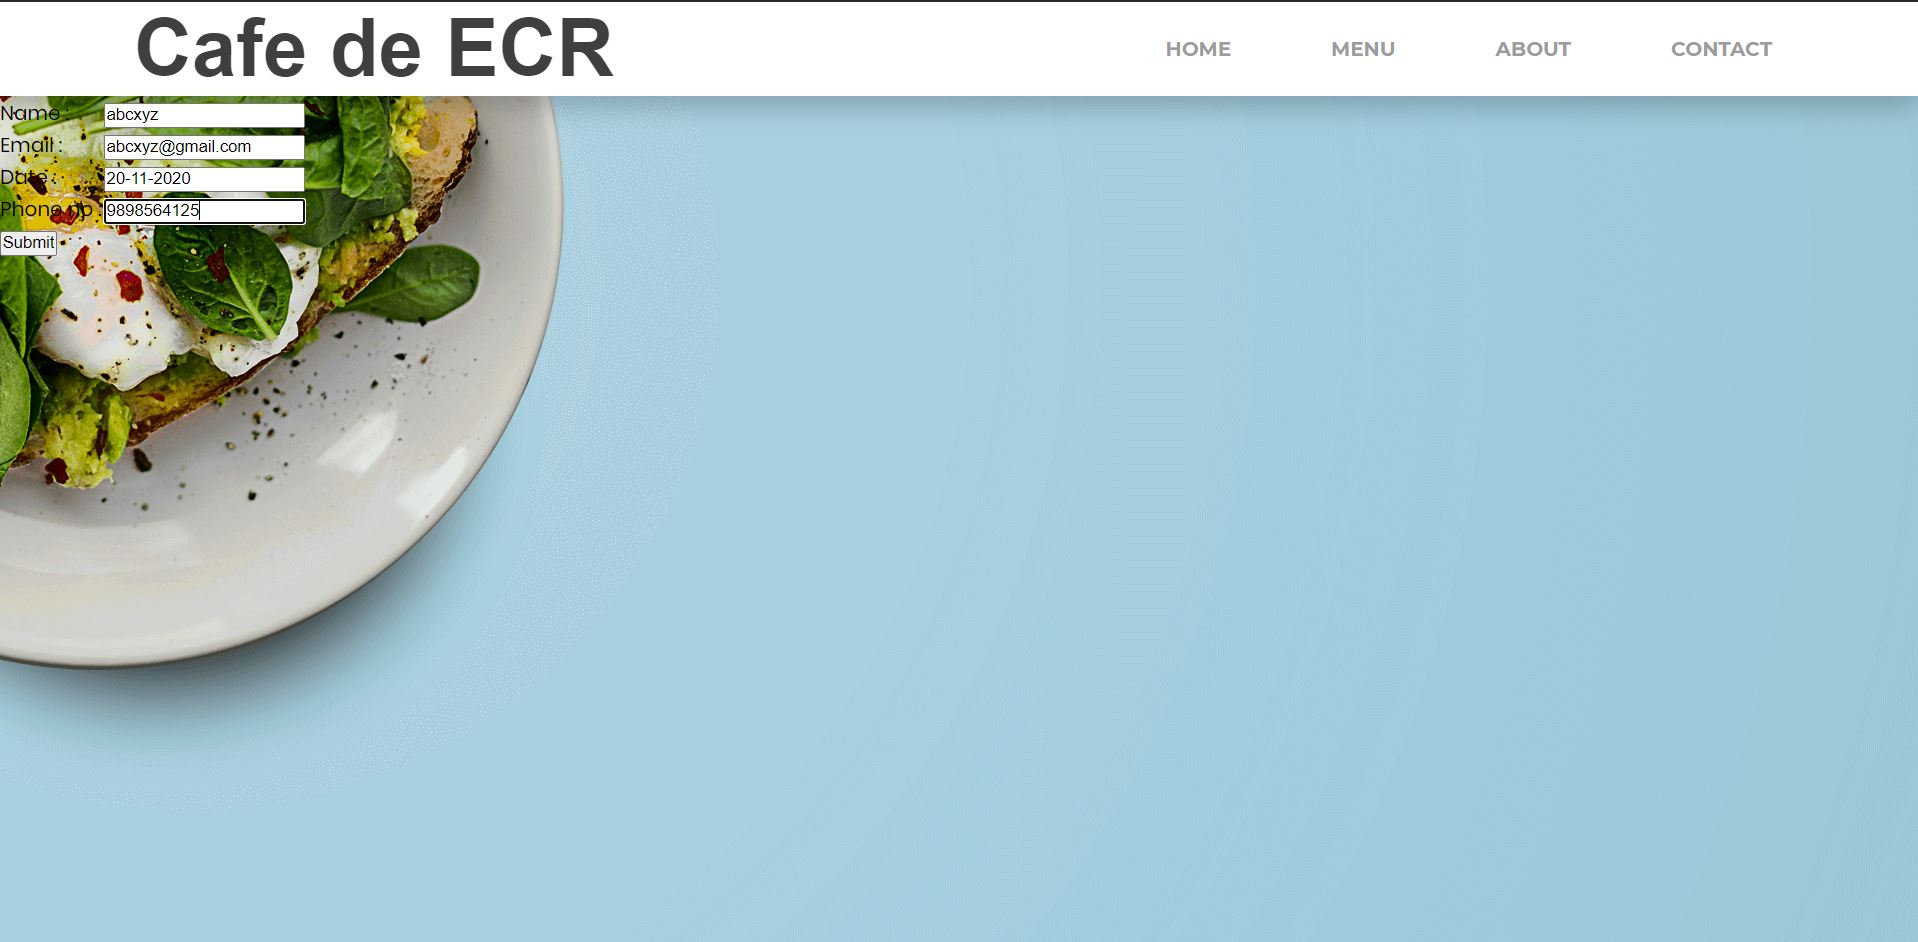 Cafe de ECR
HOME MENU ABOUT CONTACT
Name : abcxyz
Email : abcxyz@gmail.com
Date : 20-11-2020
Phone no : 9898564125
Submit